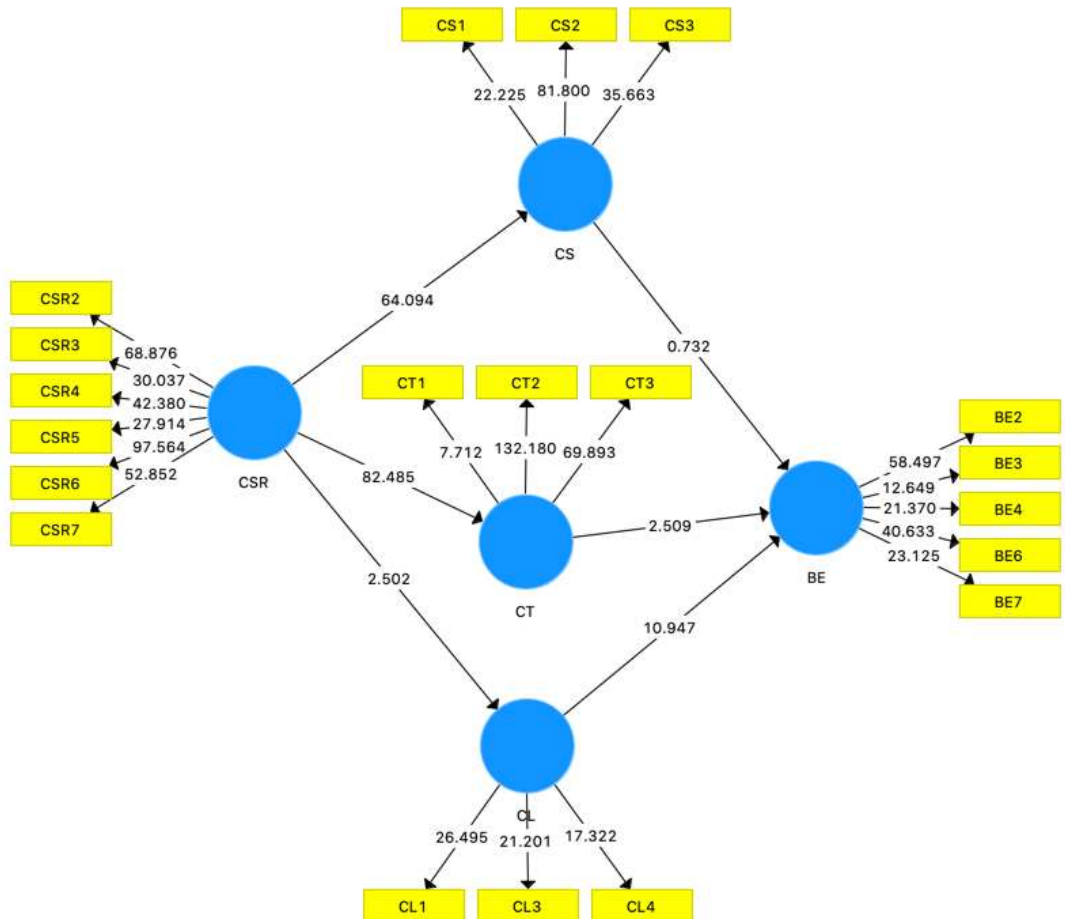 CS1 CS2 CS3
22.225 81.800 35.663
CS
CSR2
CSR3
CSR4
CSR5
CSR6
CSR7
68.876
30.037
42.380
27.914
97.564
52.852
CSR
64.094
82.485
2.502
CT1 CT2 CT3
7.712 132.180 69.893
CT
0.732
2.509
10.947
BE
58.497
12.649
21.370
40.633
23.125
BE2
BE3
BE4
BE6
BE7
CL
26.495 21.201 17.322
CL1 CL3 CL4